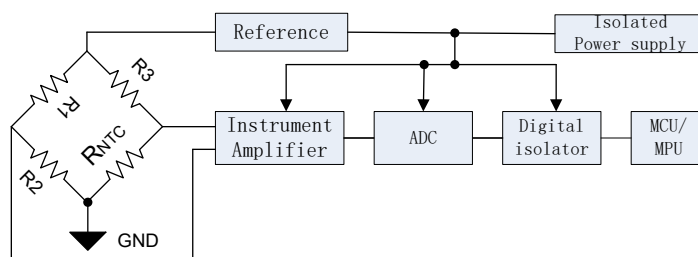 Reference
Isolated
Power supply
R3
R1
R2
RNTC
Instrument
Amplifier
ADC
Digital
isolator
MCU/
MPU
GND